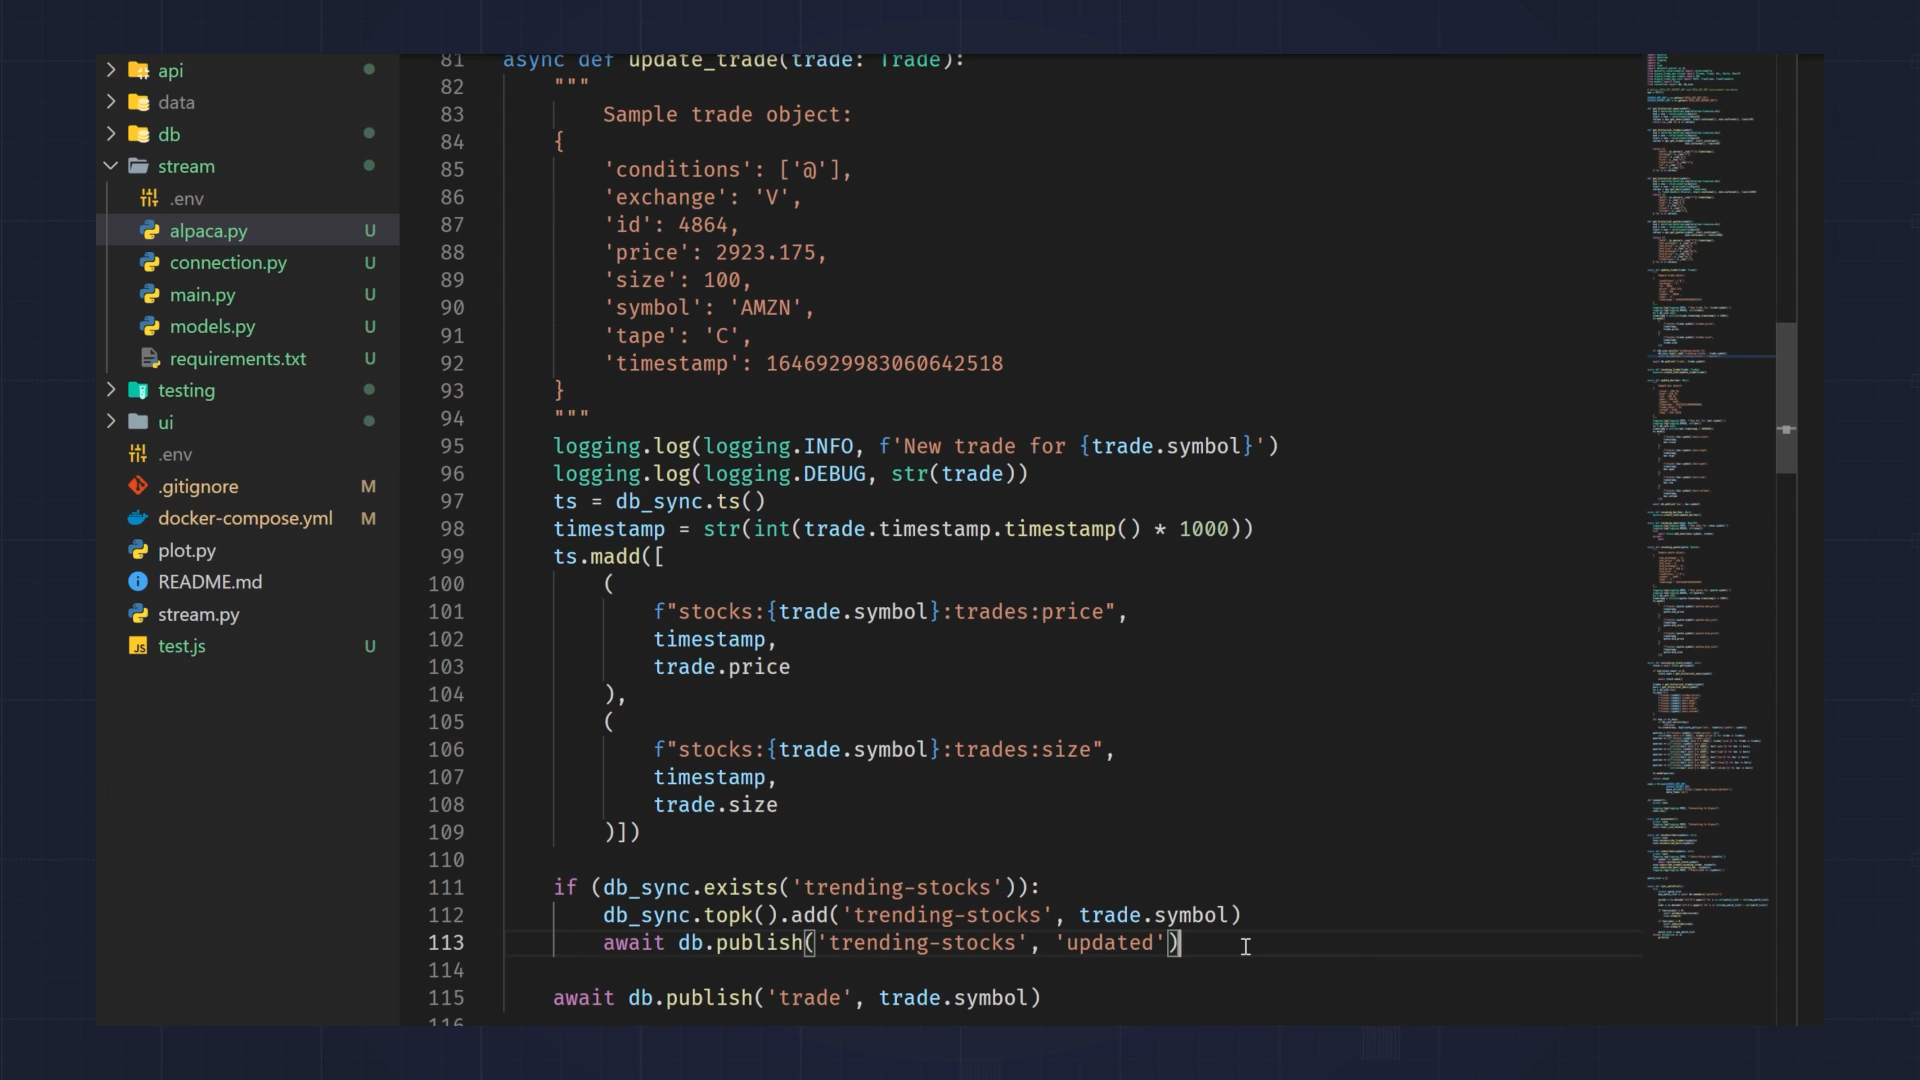 api
data
db
stream
.env
alpaca.py U
connection.py U
main.py U
models.py U
requirements.txt U
testing
ui
.env
.gitignore M
docker-compose.yml M
plot.py
README.md
stream.py
JS test.js U
81 async def update_trade(trade: Trade):
82 """
83 Sample trade object:
84 {
85 'conditions': ['@'],
86 'exchange': 'V',
87 'id': 4864,
88 'price': 2923.175,
89 'size': 100,
90 'symbol': 'AMZN',
91 'tape': 'C',
92 'timestamp': 1646929983060642518
93 }
94 """
95 logging.log(logging.INFO, f'New trade for {trade.symbol}')
96 logging.log(logging.DEBUG, str(trade))
97 ts = db_sync.ts()
98 timestamp = str(int(trade.timestamp.timestamp() * 1000))
99 ts.madd([
100 (
101 f"stocks:{trade.symbol}:trades:price",
102 timestamp,
103 trade.price
104 ),
105 (
106 f"stocks:{trade.symbol}:trades:size",
107 timestamp,
108 trade.size
109 )])
110
111 if (db_sync.exists('trending-stocks')):
112 db_sync.topk().add('trending-stocks', trade.symbol)
113 await db.publish('trending-stocks', 'updated')
114
115 await db.publish('trade', trade.symbol)
116